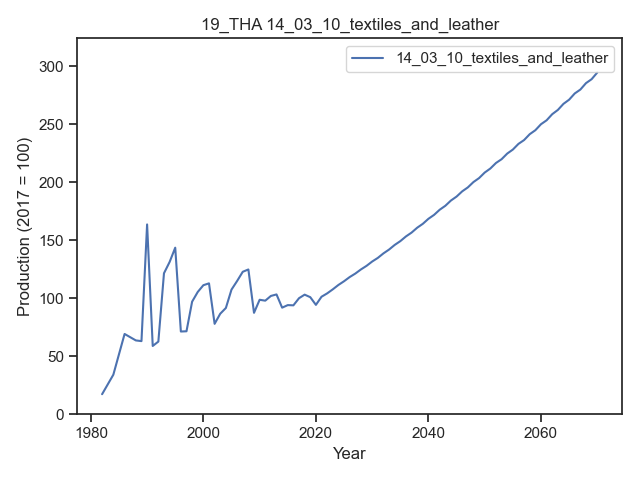 19_THA 14_03_10_textiles_and_leather
14_03_10_textiles_and_leather
Production (2017 = 100)
300
250
200
150
100
50
0
1980 2000 2020 2040 2060
Year